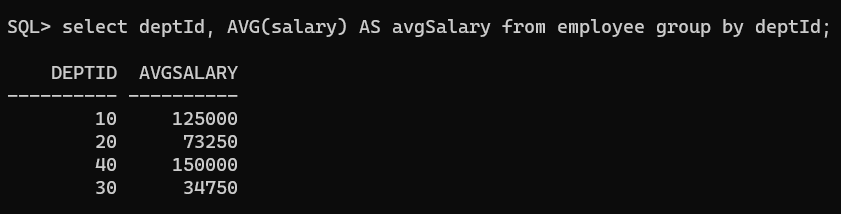 SQL> select deptId, AVG(salary) AS avgSalary from employee group by deptId;
DEPTID AVGSALARY
---------- ----------
10 125000
20 73250
40 150000
30 34750